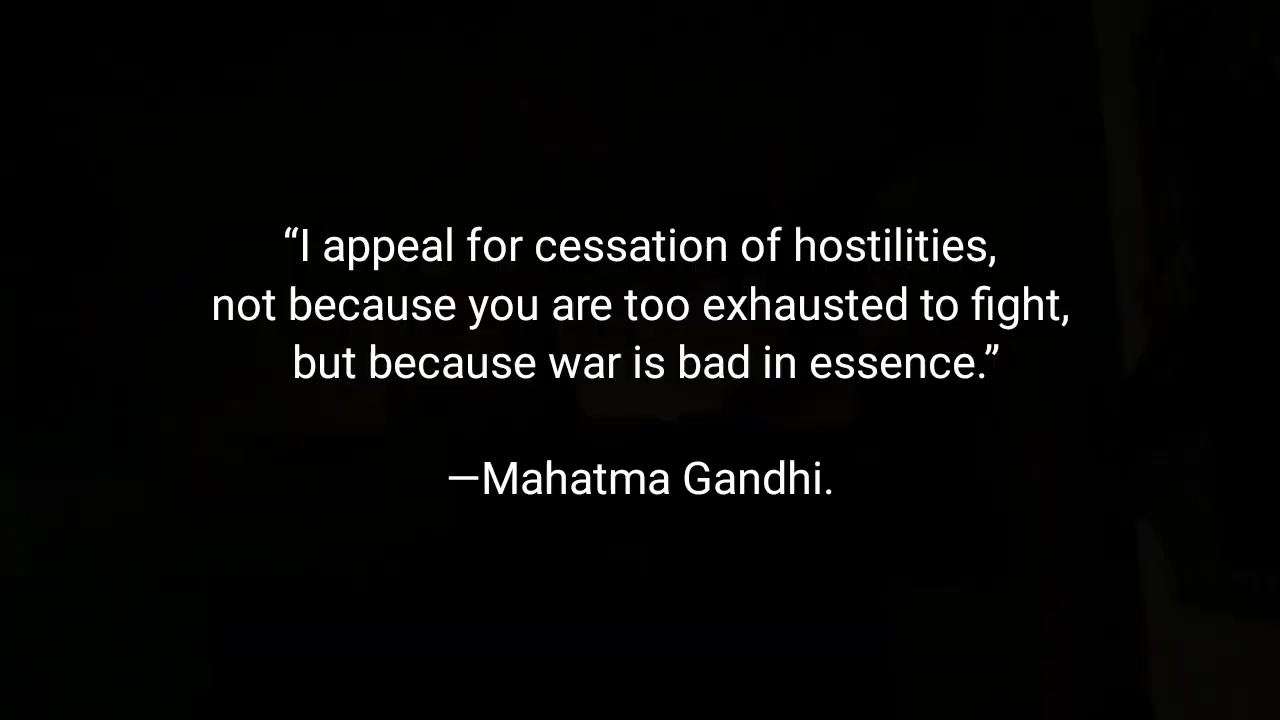 “I appeal for cessation of hostilities,
not because you are too exhausted to fight,
but because war is bad in essence.”
—Mahatma Gandhi.